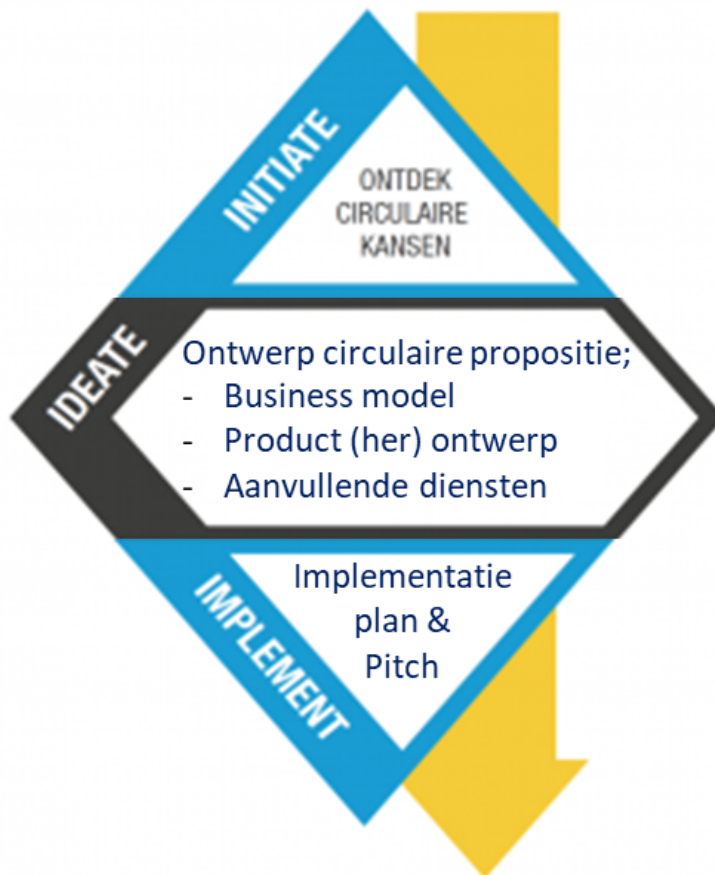 INITIATE
ONTDEK
CIRCULAIRE
KANSEN
IDEATE
Ontwerp circulaire propositie;
- Business model
- Product (her) ontwerp
- Aanvullende diensten
IMPLEMENT
Implementatie
plan &
Pitch